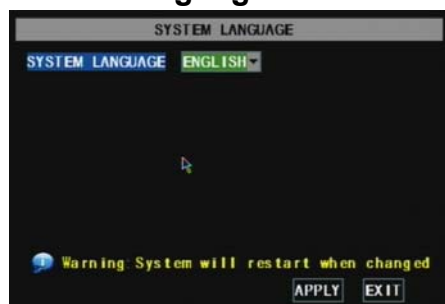 SYSTEM LANGUAGE
SYSTEM LANGUAGE ENGLISH
Warning:System will restart when changed
APPLY EXIT